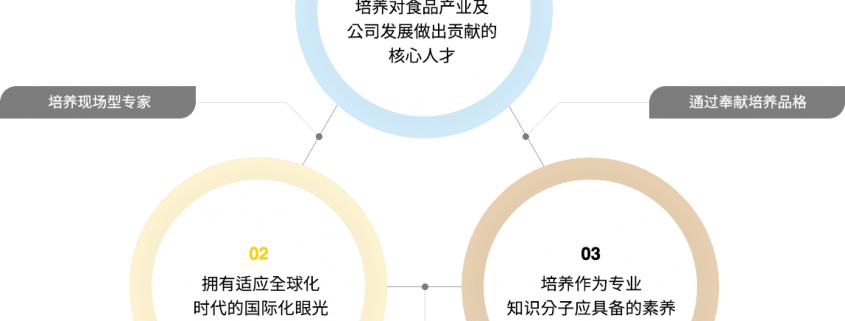 培养对食品产业及
公司发展做出贡献的
核心人才
培养现场型专家
通过奉献培养品格
02
拥有适应全球化
时代的国际化眼光
03
培养作为专业
知识分子应具备的素养